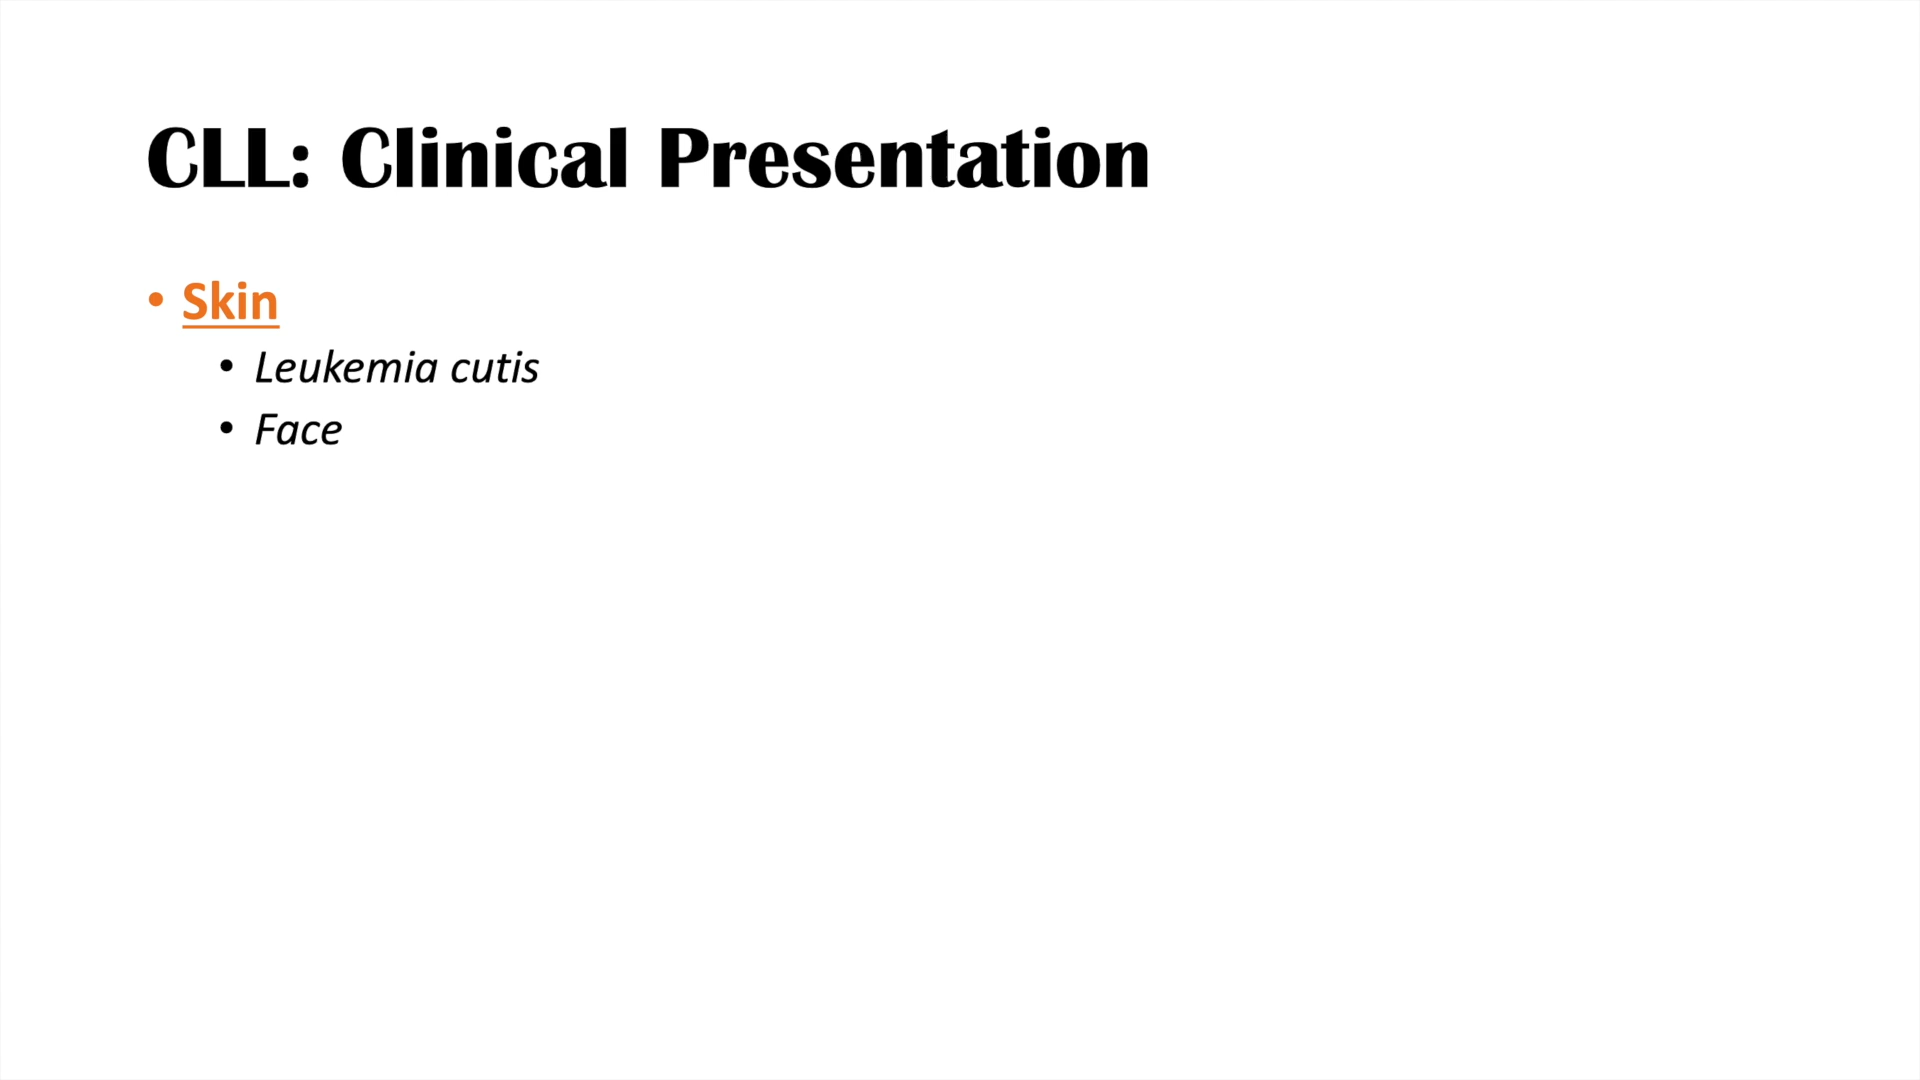 CLL: Clinical Presentation
• Skin
• Leukemia cutis
• Face